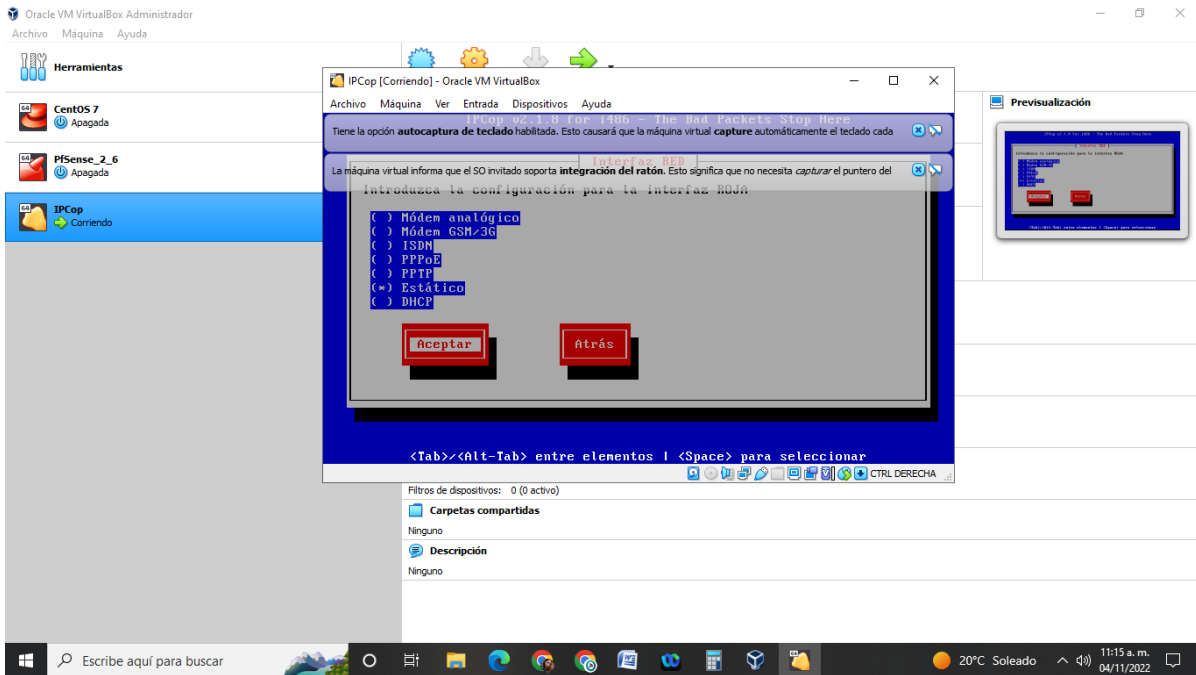 Oracle VM VirtualBox Administrador
Archivo Máquina Ayuda
Herramientas
64
CentOS 7
Apagada
64
PfSense_2_6
Apagada
64
IPCop
Corriendo
IPCop [Corriendo] - Oracle VM VirtualBox
Archivo Máquina Ver Entrada Dispositivos Ayuda
IPCop v2.1.8 for i486 - The Bad Packets Stop Here
Tiene la opción autocaptura de teclado habilitada. Esto causará que la máquina virtual capture automáticamente el teclado cada
Interfaz RED
La máquina virtual informa que el SO invitado soporta integración del ratón. Esto significa que no necesita capturar el puntero del
Introduzca la configuración para la interfaz ROJA
( ) Módem analógico
( ) Módem GSM/3G
( ) ISDN
( ) PPPoE
( ) PPTP
(*) Estático
( ) DHCP
Aceptar Atrás
<Tab>/<Alt-Tab> entre elementos | <Space> para seleccionar
CTRL DERECHA
Previsualización
Filtros de dispositivos: 0 (0 activo)
Carpetas compartidas
Ninguno
Descripción
Ninguno
Escribe aquí para buscar
20°C Soleado
11:15 a. m.
04/11/2022